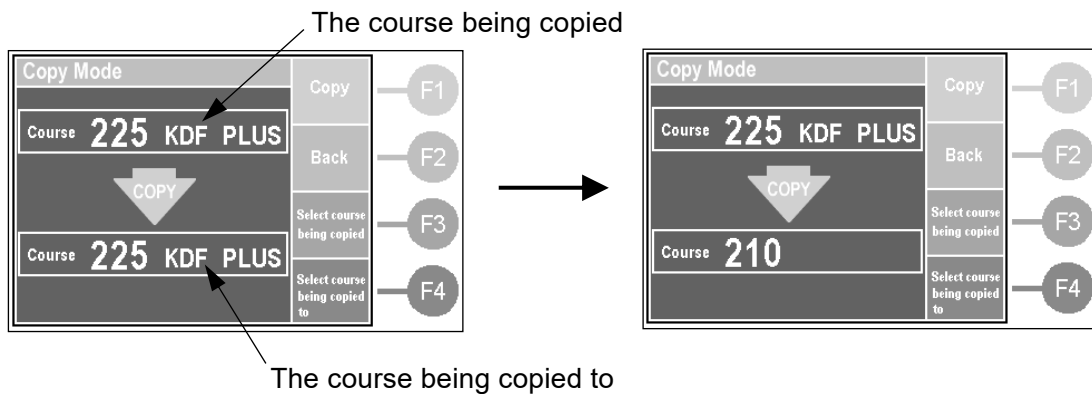 The course being copied
Copy Mode
Course 225 KDF PLUS
COPY
Course 225 KDF PLUS
Copy
Back
Select course
being copied
Select course
being copied
to
F1
F2
F3
F4
The course being copied to
Copy Mode
Course 225 KDF PLUS
COPY
Course 210
Copy
Back
Select course
being copied
Select course
being copied
to
F1
F2
F3
F4